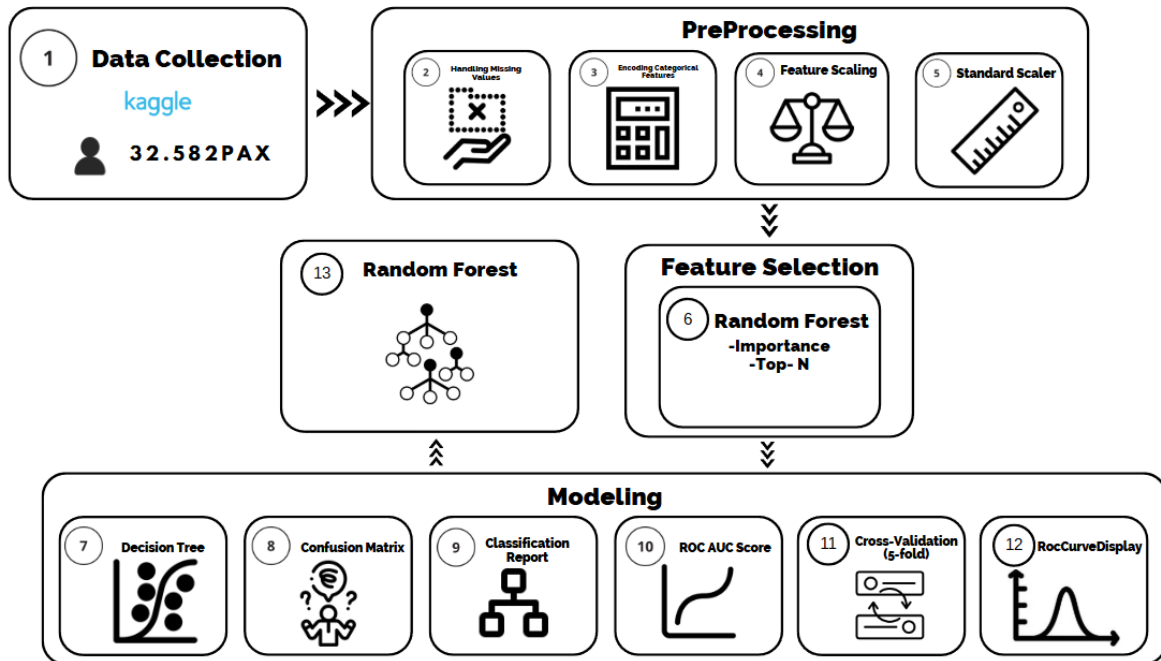 1
Data Collection
kaggle
32.582PAX
PreProcessing
2
Handling Missing
Values
3
Encoding Categorical
Features
4
Feature Scaling
5
Standard Scaler
13
Random Forest
Feature Selection
6
Random Forest
-Importance
-Top- N
Modeling
7
Decision Tree
8
Confusion Matrix
9
Classification
Report
10
ROC AUC Score
11
Cross-Validation
(5-fold)
12
RocCurveDisplay